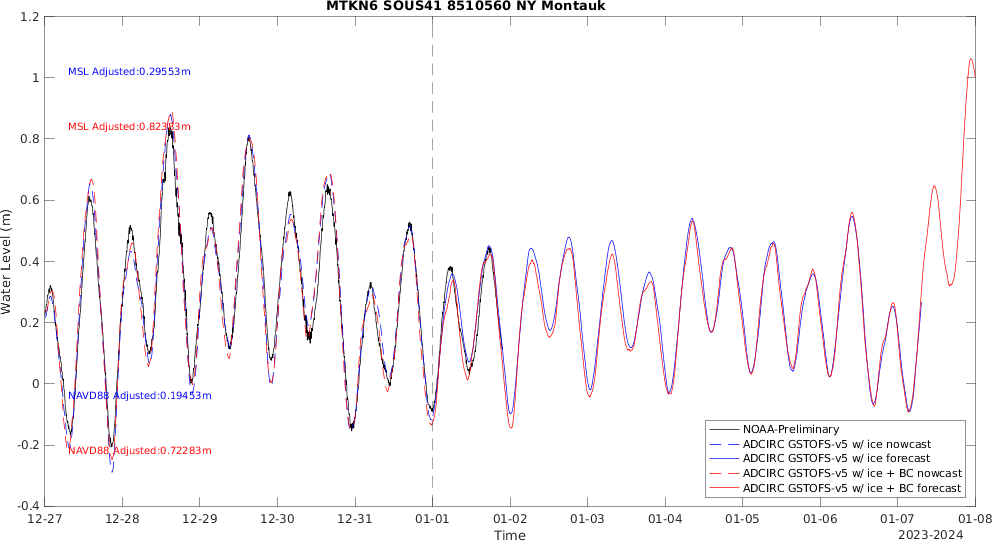 MTKN6 SOUS41 8510560 NY Montauk
1.2
1
0.8
0.6
0.4
0.2
0
-0.2
-0.4
Water Level (m)
MSL Adjusted:0.29553m
MSL Adjusted:0.82383m
NAVD88 Adjusted:0.19453m
NAVD88 Adjusted:0.72283m
NOAA-Preliminary
ADCIRC GSTOFS-v5 w/ ice nowcast
ADCIRC GSTOFS-v5 w/ ice forecast
ADCIRC GSTOFS-v5 w/ ice + BC nowcast
ADCIRC GSTOFS-v5 w/ ice + BC forecast
12-27 12-28 12-29 12-30 12-31 01-01 01-02 01-03 01-04 01-05 01-06 01-07 01-08
Time
2023-2024